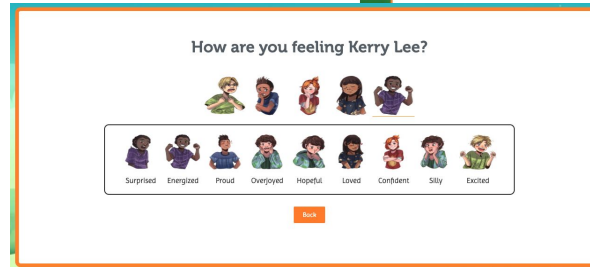 How are you feeling Kerry Lee?
Surprised Energized Proud Overjoyed Hopeful Loved Confident Silly Excited
Back